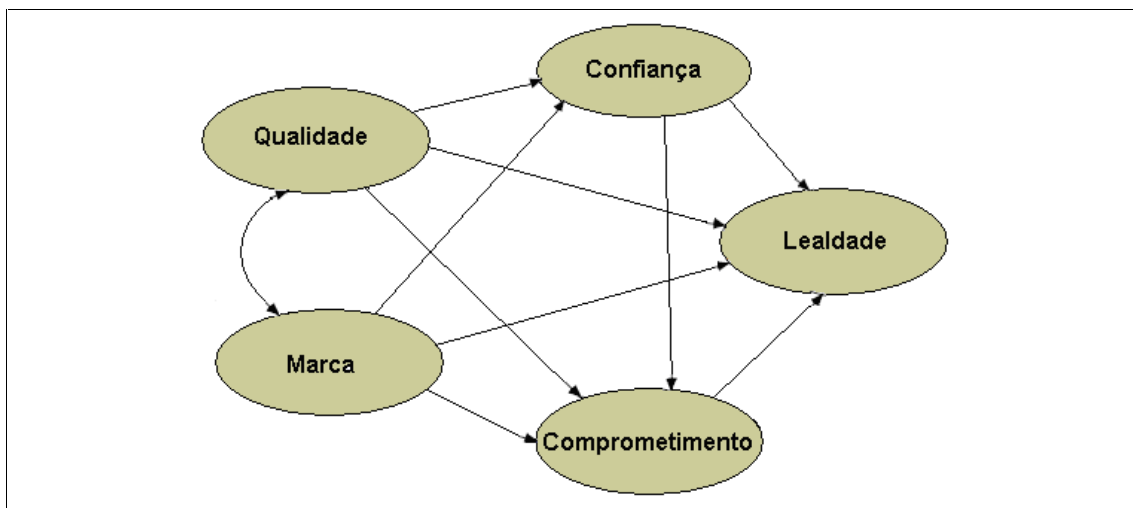 Confiança
Qualidade
Lealdade
Marca
Comprometimento